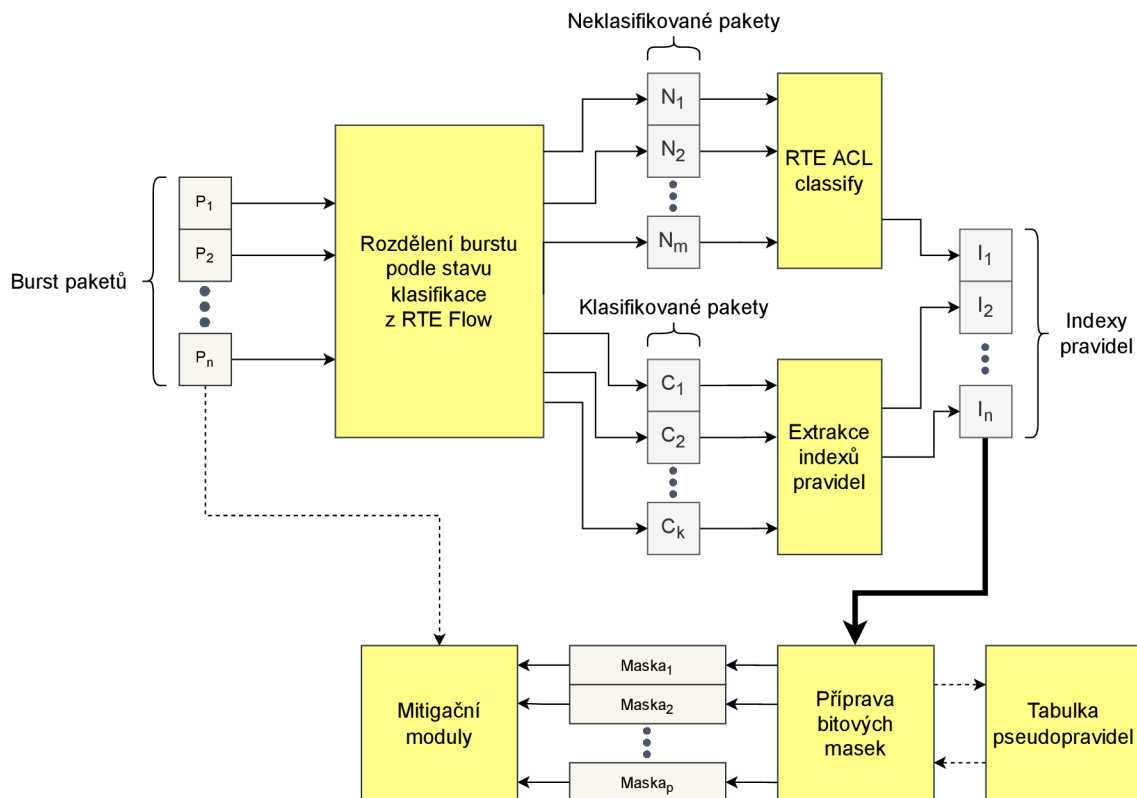 Neklasifikované pakety
N1
N2
Nm
RTE ACL
classify
Burst paketů
P1
P2
Pn
Rozdělení burstu
podle stavu
klasifikace
z RTE Flow
Klasifikované pakety
C1
C2
Ck
Extrakce
indexů
pravidel
I1
I2
In
Indexy
pravidel
Mitigační
moduly
Maska1
Maska2
Maskap
Příprava
bitových
masek
Tabulka
pseudopravidel